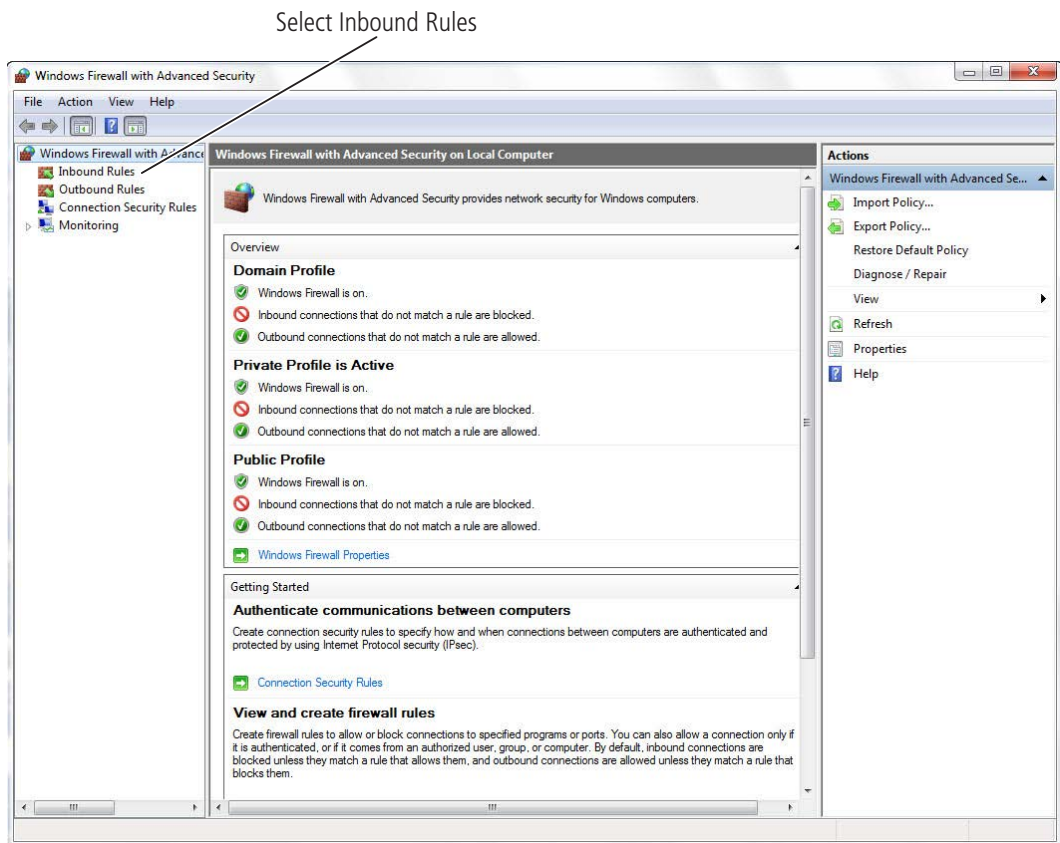 Select Inbound Rules
Windows Firewall with Advanced Security
File Action View Help
Windows Firewall with Advance
Inbound Rules
Outbound Rules
Connection Security Rules
Monitoring
Windows Firewall with Advanced Security on Local Computer
Windows Firewall with Advanced Security provides network security for Windows computers.
Overview
Domain Profile
Windows Firewall is on.
Inbound connections that do not match a rule are blocked.
Outbound connections that do not match a rule are allowed.
Private Profile is Active
Windows Firewall is on.
Inbound connections that do not match a rule are blocked.
Outbound connections that do not match a rule are allowed.
Public Profile
Windows Firewall is on.
Inbound connections that do not match a rule are blocked.
Outbound connections that do not match a rule are allowed.
Windows Firewall Properties
Getting Started
Authenticate communications between computers
Create connection security rules to specify how and when connections between computers are authenticated and
protected by using Internet Protocol security (IPsec).
Connection Security Rules
View and create firewall rules
Create firewall rules to allow or block connections to specified programs or ports. You can also allow a connection only if
it is authenticated, or if it comes from an authorized user, group, or computer. By default, inbound connections are
blocked unless they match a rule that allows them, and outbound connections are allowed unless they match a rule that
blocks them.
Actions
Windows Firewall with Advanced Se...
Import Policy...
Export Policy...
Restore Default Policy
Diagnose / Repair
View
Refresh
Properties
Help